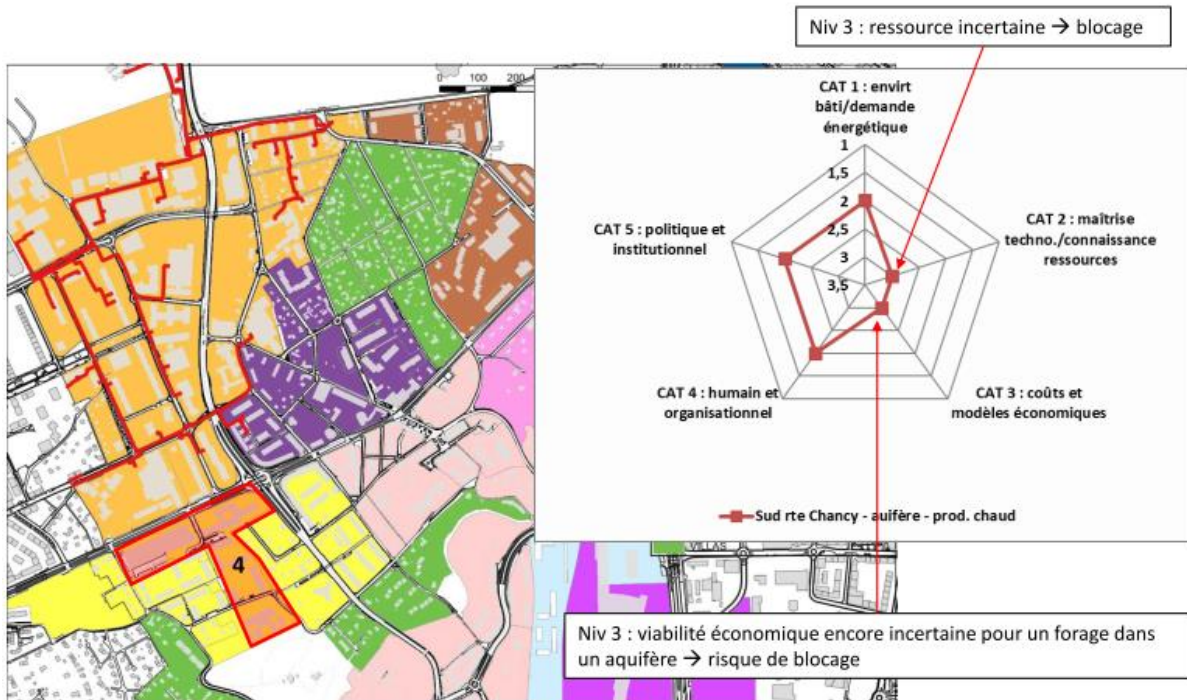 Niv 3 : ressource incertaine → blocage
0 100 200
CAT 1 : envirt
bâti/demande
énergétique
1
1,5
2
2,5
3
3,5
CAT 5 : politique et
institutionnel
CAT 2 : maîtrise
techno./connaissance
ressources
CAT 4 : humain et
organisationnel
CAT 3 : coûts et
modèles économiques
Sud rte Chancy - auifère - prod. chaud
4
VILLAS
Niv 3 : viabilité économique encore incertaine pour un forage dans
un aquifère → risque de blocage